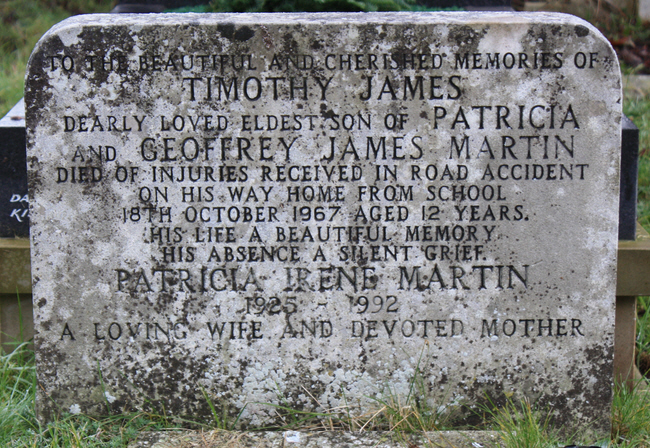 TO THE BEAUTIFUL AND CHERISHED MEMORIES OF
TIMOTHY JAMES
DEARLY LOVED ELDEST SON OF PATRICIA
AND GEOFFREY JAMES MARTIN
DIED OF INJURIES RECEIVED IN ROAD ACCIDENT
ON HIS WAY HOME FROM SCHOOL
18TH OCTOBER 1967 AGED 12 YEARS.
HIS LIFE A BEAUTIFUL MEMORY
HIS ABSENCE A SILENT GRIEF.
PATRICIA IRENE MARTIN
1925 - 1992
A LOVING WIFE AND DEVOTED MOTHER